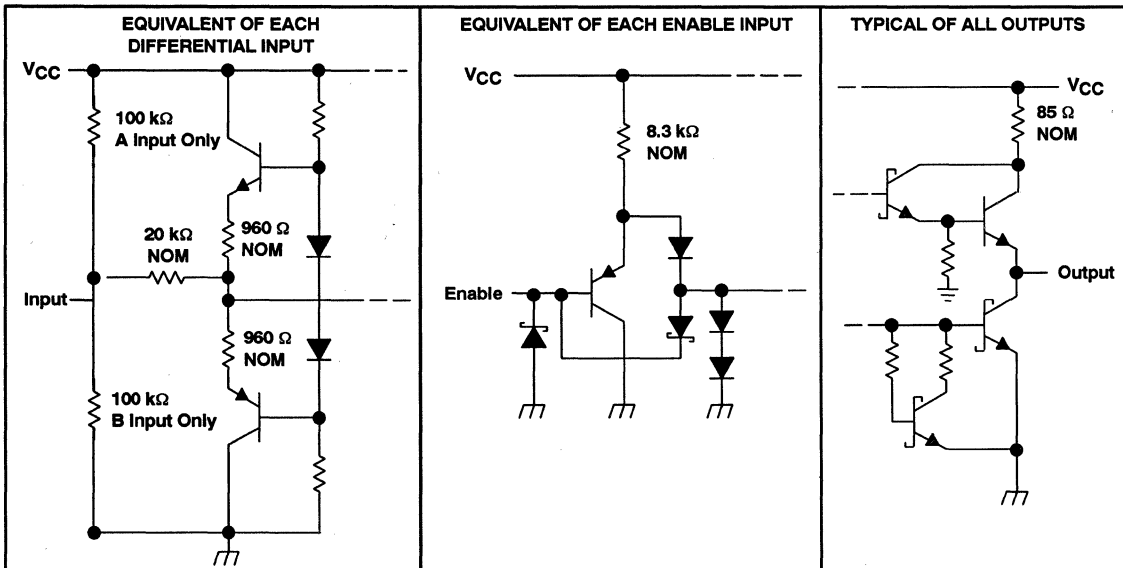 EQUIVALENT OF EACH
DIFFERENTIAL INPUT
VCC
100 kΩ
A Input Only
20 kΩ
NOM
960 Ω
NOM
Input
960 Ω
NOM
100 kΩ
B Input Only
EQUIVALENT OF EACH ENABLE INPUT
VCC
8.3 kΩ
NOM
Enable
TYPICAL OF ALL OUTPUTS
VCC
85 Ω
NOM
Output